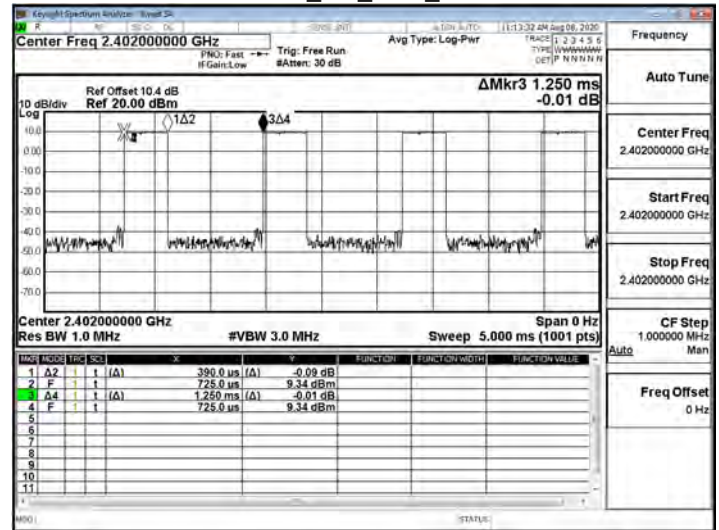 Keysight Spectrum Analyzer - Swept SA
RF
DC
SENSE:INT
ALIGN AUTO
11:13:32 AM Aug 08, 2020
Center Freq 2.402000000 GHz
PNO: Fast
IFGain:Low
Trig: Free Run
#Atten: 30 dB
Avg Type: Log-Pwr
TRACE 1 2 3 4 5 6
TYPE WWWWWW
DET P N N N N N
Frequency
Auto Tune
Center Freq
2.402000000 GHz
Start Freq
2.402000000 GHz
Stop Freq
2.402000000 GHz
CF Step
1.000000 MHz
Auto Man
Freq Offset
0 Hz
ΔMkr3 1.250 ms
-0.01 dB
Ref Offset 10.4 dB
10 dB/div Ref 20.00 dBm
Log
10.0
0.00
-10.0
-20.0
-30.0
-40.0
-50.0
-60.0
-70.0
1Δ2
3Δ4
Center 2.402000000 GHz Span 0 Hz
Res BW 1.0 MHz #VBW 3.0 MHz Sweep 5.000 ms (1001 pts)
MKR MODE TRC SCL X Y FUNCTION FUNCTION WIDTH FUNCTION VALUE
1 Δ2 1 t (Δ) 390.0 us (Δ) -0.09 dB
2 F 1 t 725.0 us 9.34 dBm
3 Δ4 1 t (Δ) 1.250 ms (Δ) -0.01 dB
4 F 1 t 725.0 us 9.34 dBm
5
6
7
8
9
10
11
MSG
STATUS